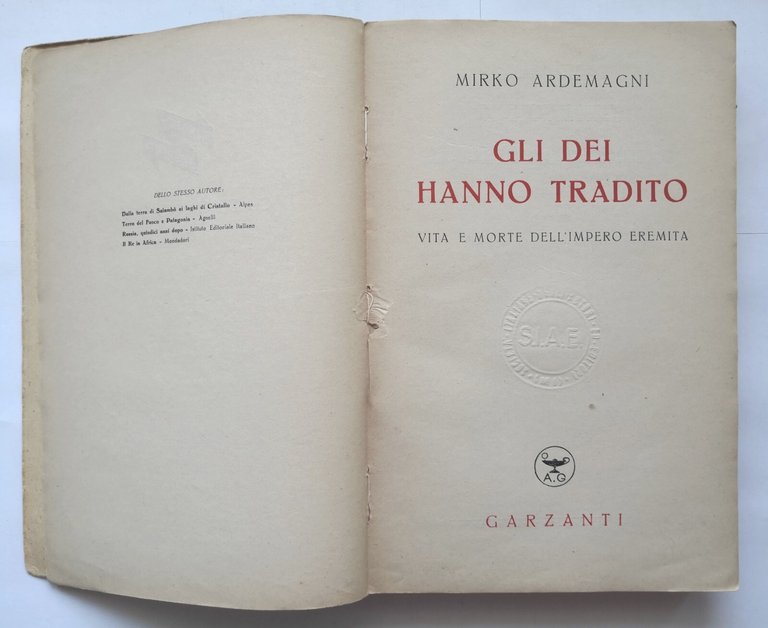 DELLO STESSO AUTORE:
Dalla terra di Salambò ai laghi di Cristallo - Alpes
Terra del Fuoco e Patagonia - Agnelli
Russia, quindici anni dopo - Istituto Editoriale Italiano
Il Re in Africa - Mondadori
MIRKO ARDEMAGNI
GLI DEI
HANNO TRADITO
VITA E MORTE DELL'IMPERO EREMITA
S.I.A.E.
A.G
GARZANTI